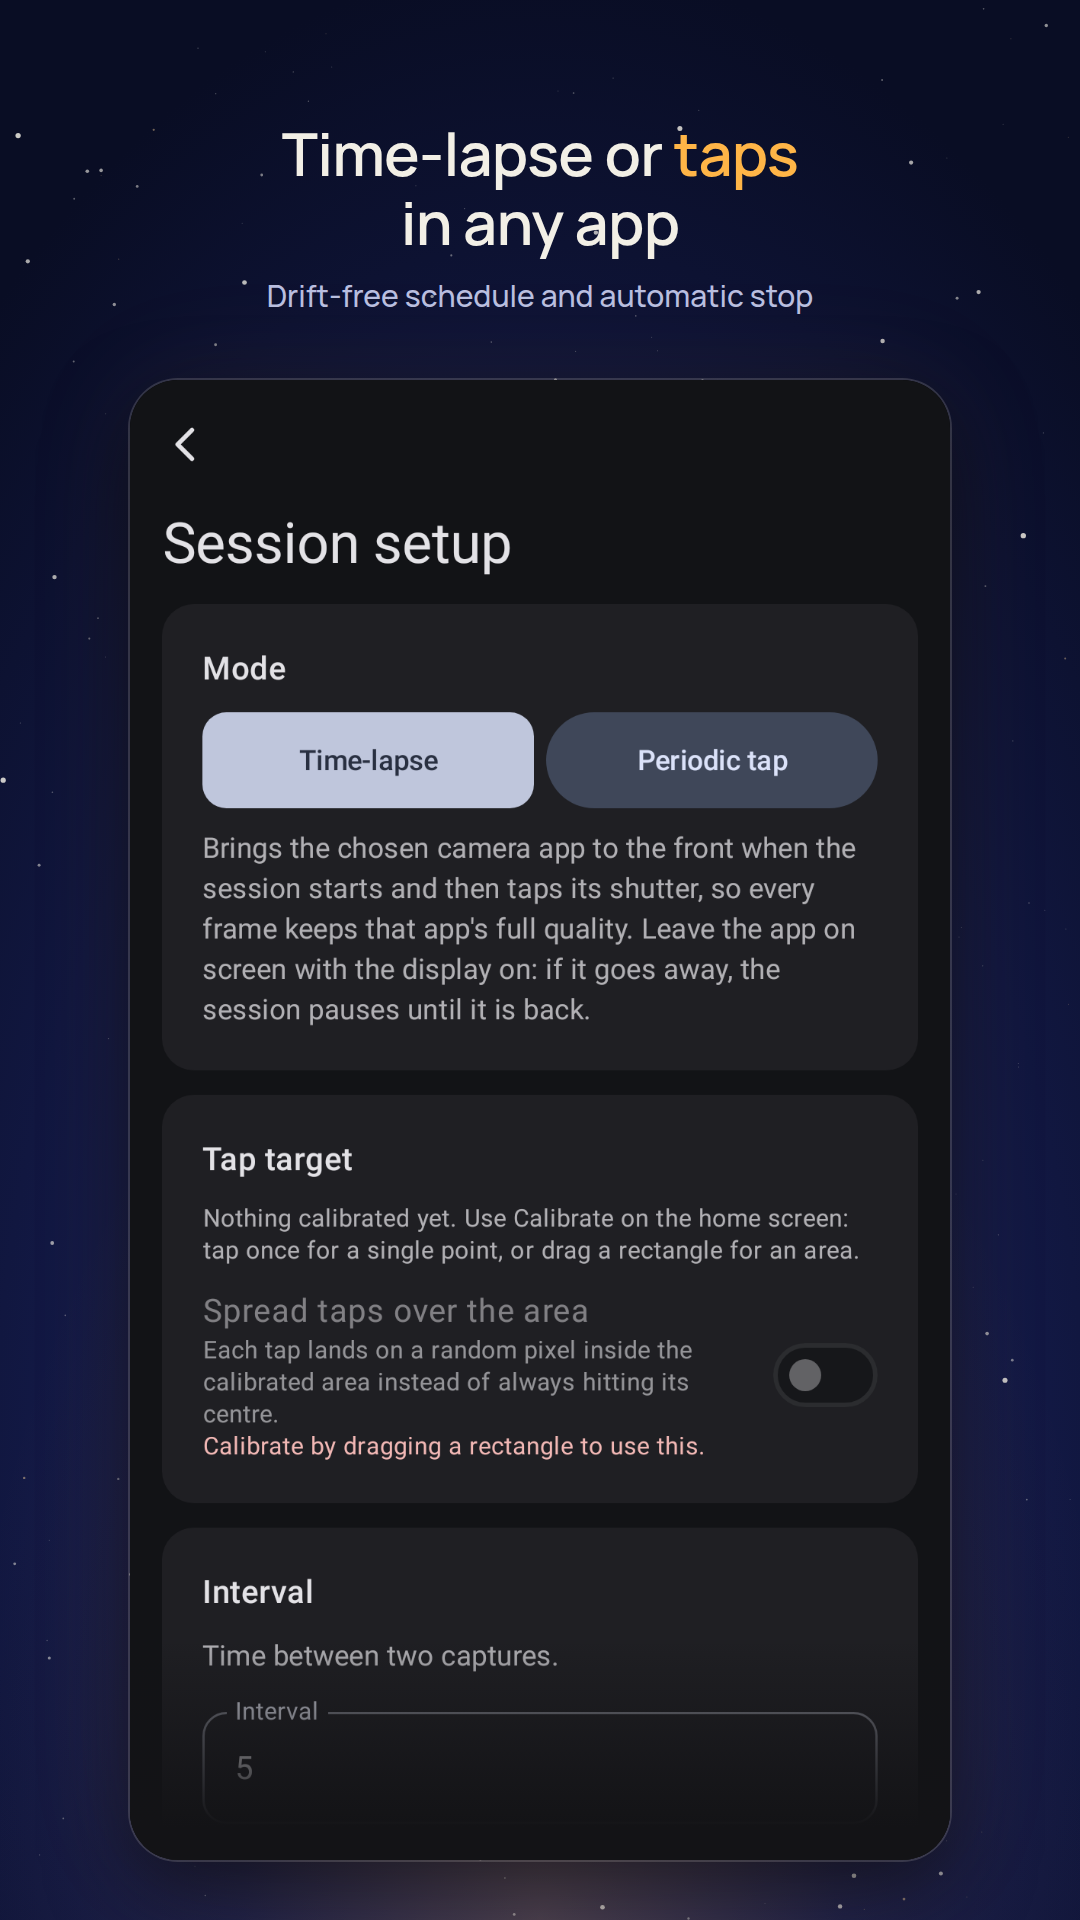 Time-lapse or taps
in any app
Drift-free schedule and automatic stop
Session setup
Mode
Time-lapse
Periodic tap
Brings the chosen camera app to the front when the
session starts and then taps its shutter, so every
frame keeps that app's full quality. Leave the app on
screen with the display on: if it goes away, the
session pauses until it is back.
Tap target
Nothing calibrated yet. Use Calibrate on the home screen:
tap once for a single point, or drag a rectangle for an area.
Spread taps over the area
Each tap lands on a random pixel inside the
calibrated area instead of always hitting its
centre.
Calibrate by dragging a rectangle to use this.
Interval
Time between two captures.
Interval
5